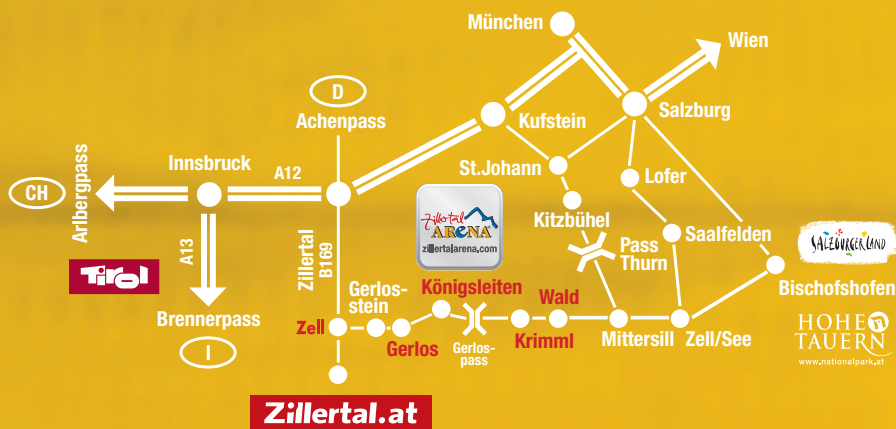 München
Wien
D
Achenpass
Kufstein
Salzburg
Innsbruck
A12
St.Johann
Lofer
CH
Arlbergpass
Zillertal
ARENA
zillertalarena.com
Kitzbühel
A13
Zillertal
B169
Pass
Thurn
Saalfelden
SALZBURGERLAND
Tirol
Gerlos-
stein
Königsleiten
Bischofshofen
Brennerpass
Zell
Wald
Gerlos
Gerlos-
pass
Krimml
Mittersill
Zell/See
HOHE
TAUERN
www.nationalpark.at
I
Zillertal.at